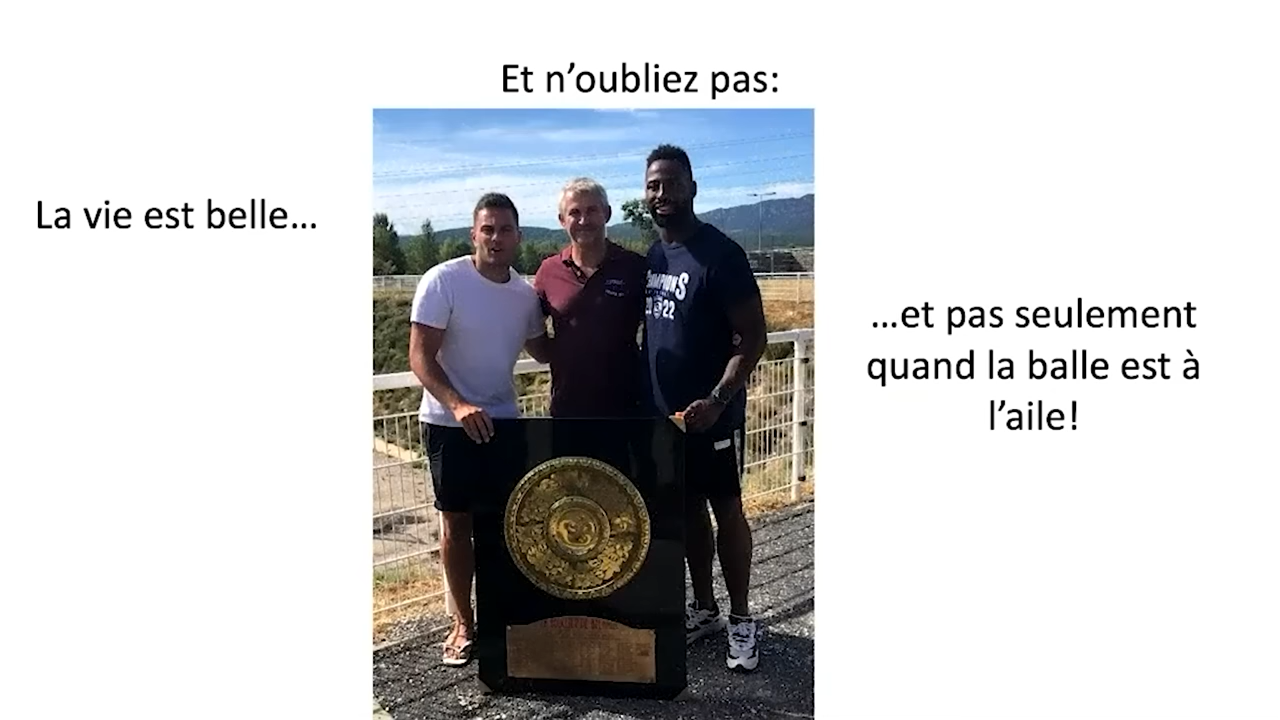 Et n’oubliez pas:
La vie est belle…
…et pas seulement
quand la balle est à
l’aile!
CHAMPIONS
2022